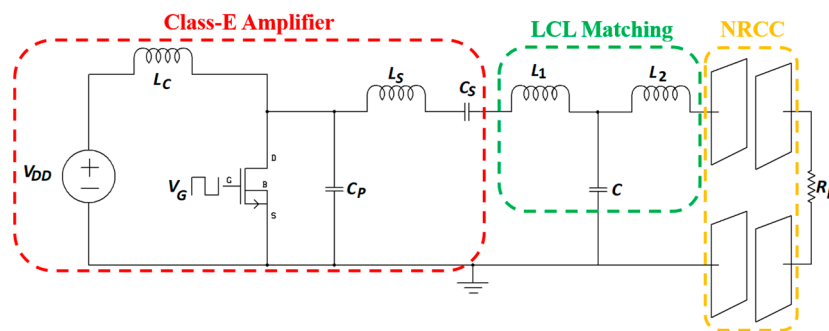 Class-E Amplifier
LCL Matching
NRCC
L_C
L_S
C_S
L_1
L_2
V_DD
V_G
G
D
B
S
C_P
C